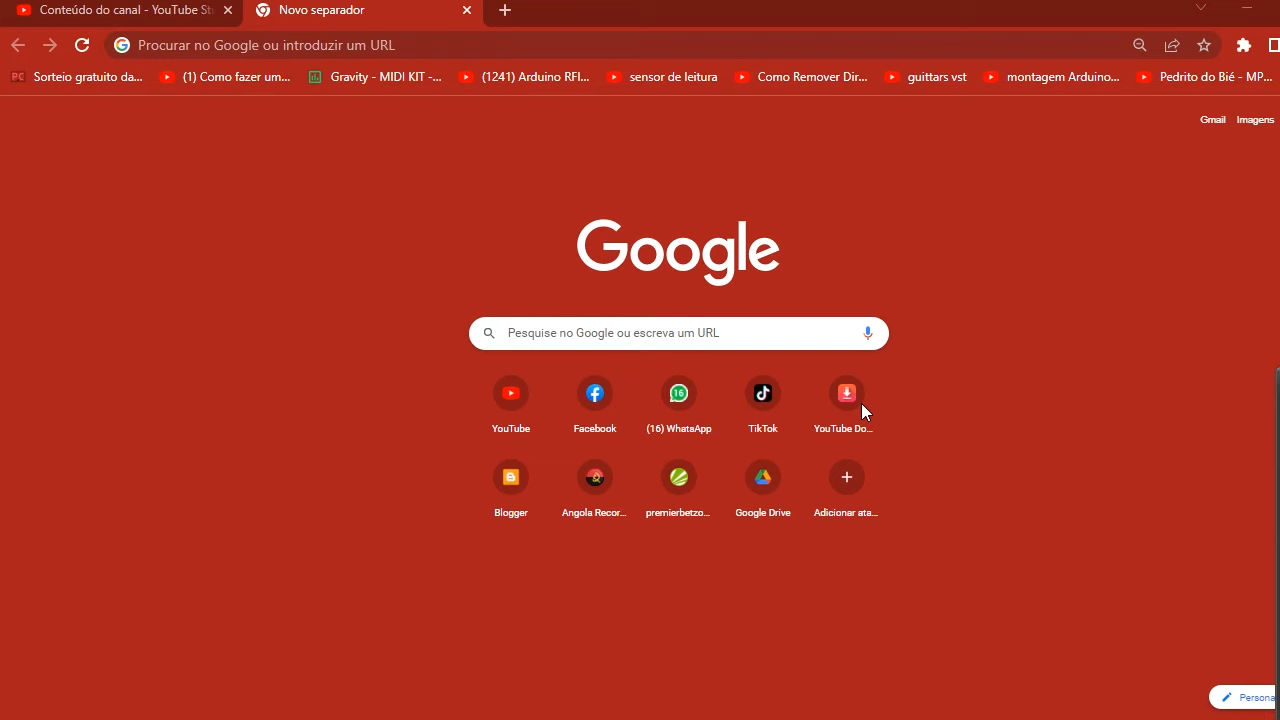 Conteúdo do canal - YouTube St
Novo separador
Procurar no Google ou introduzir um URL
PC Sorteio gratuito da...
(1) Como fazer um...
Gravity - MIDI KIT -...
(1241) Arduino RFI...
sensor de leitura
Como Remover Dir...
guittars vst
montagem Arduino...
Pedrito do Bié - MP...
Gmail Imagens
Google
Pesquise no Google ou escreva um URL
16
YouTube
Facebook
(16) WhatsApp
TikTok
YouTube Do...
Blogger
Angola Recor...
premierbetzo...
Google Drive
Adicionar ata...
Persona